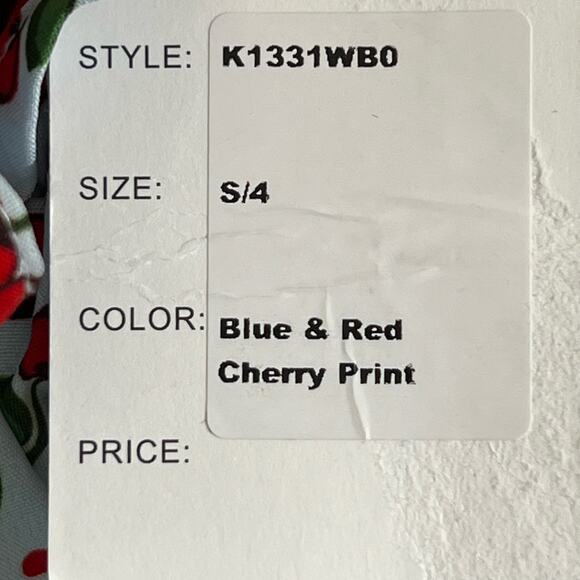 STYLE: K1331WB0
SIZE: S/4
COLOR: Blue & Red
Cherry Print
PRICE: